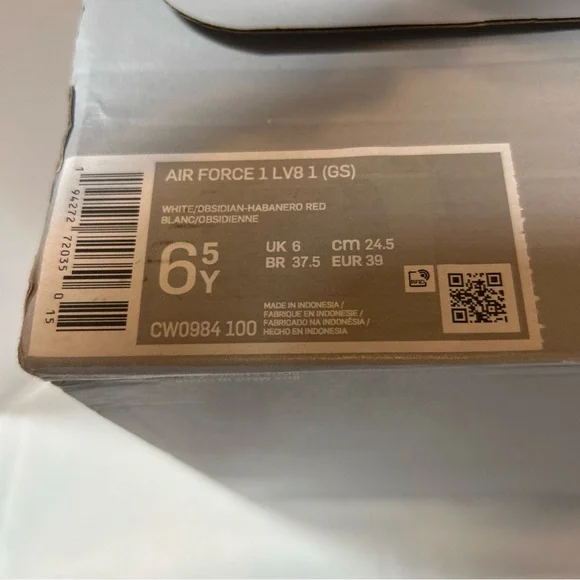 AIR FORCE 1 LV8 1 (GS)
WHITE/OBSIDIAN-HABANERO RED
BLANC/OBSIDIENNE
6.5Y
UK 6 cm 24.5
BR 37.5 EUR 39
CW0984 100
MADE IN INDONESIA /
FABRIQUE EN INDONESIE /
FABRICADO NA INDONÉSIA /
HECHO EN INDONESIA
RFID
1 94272 72035 0 15